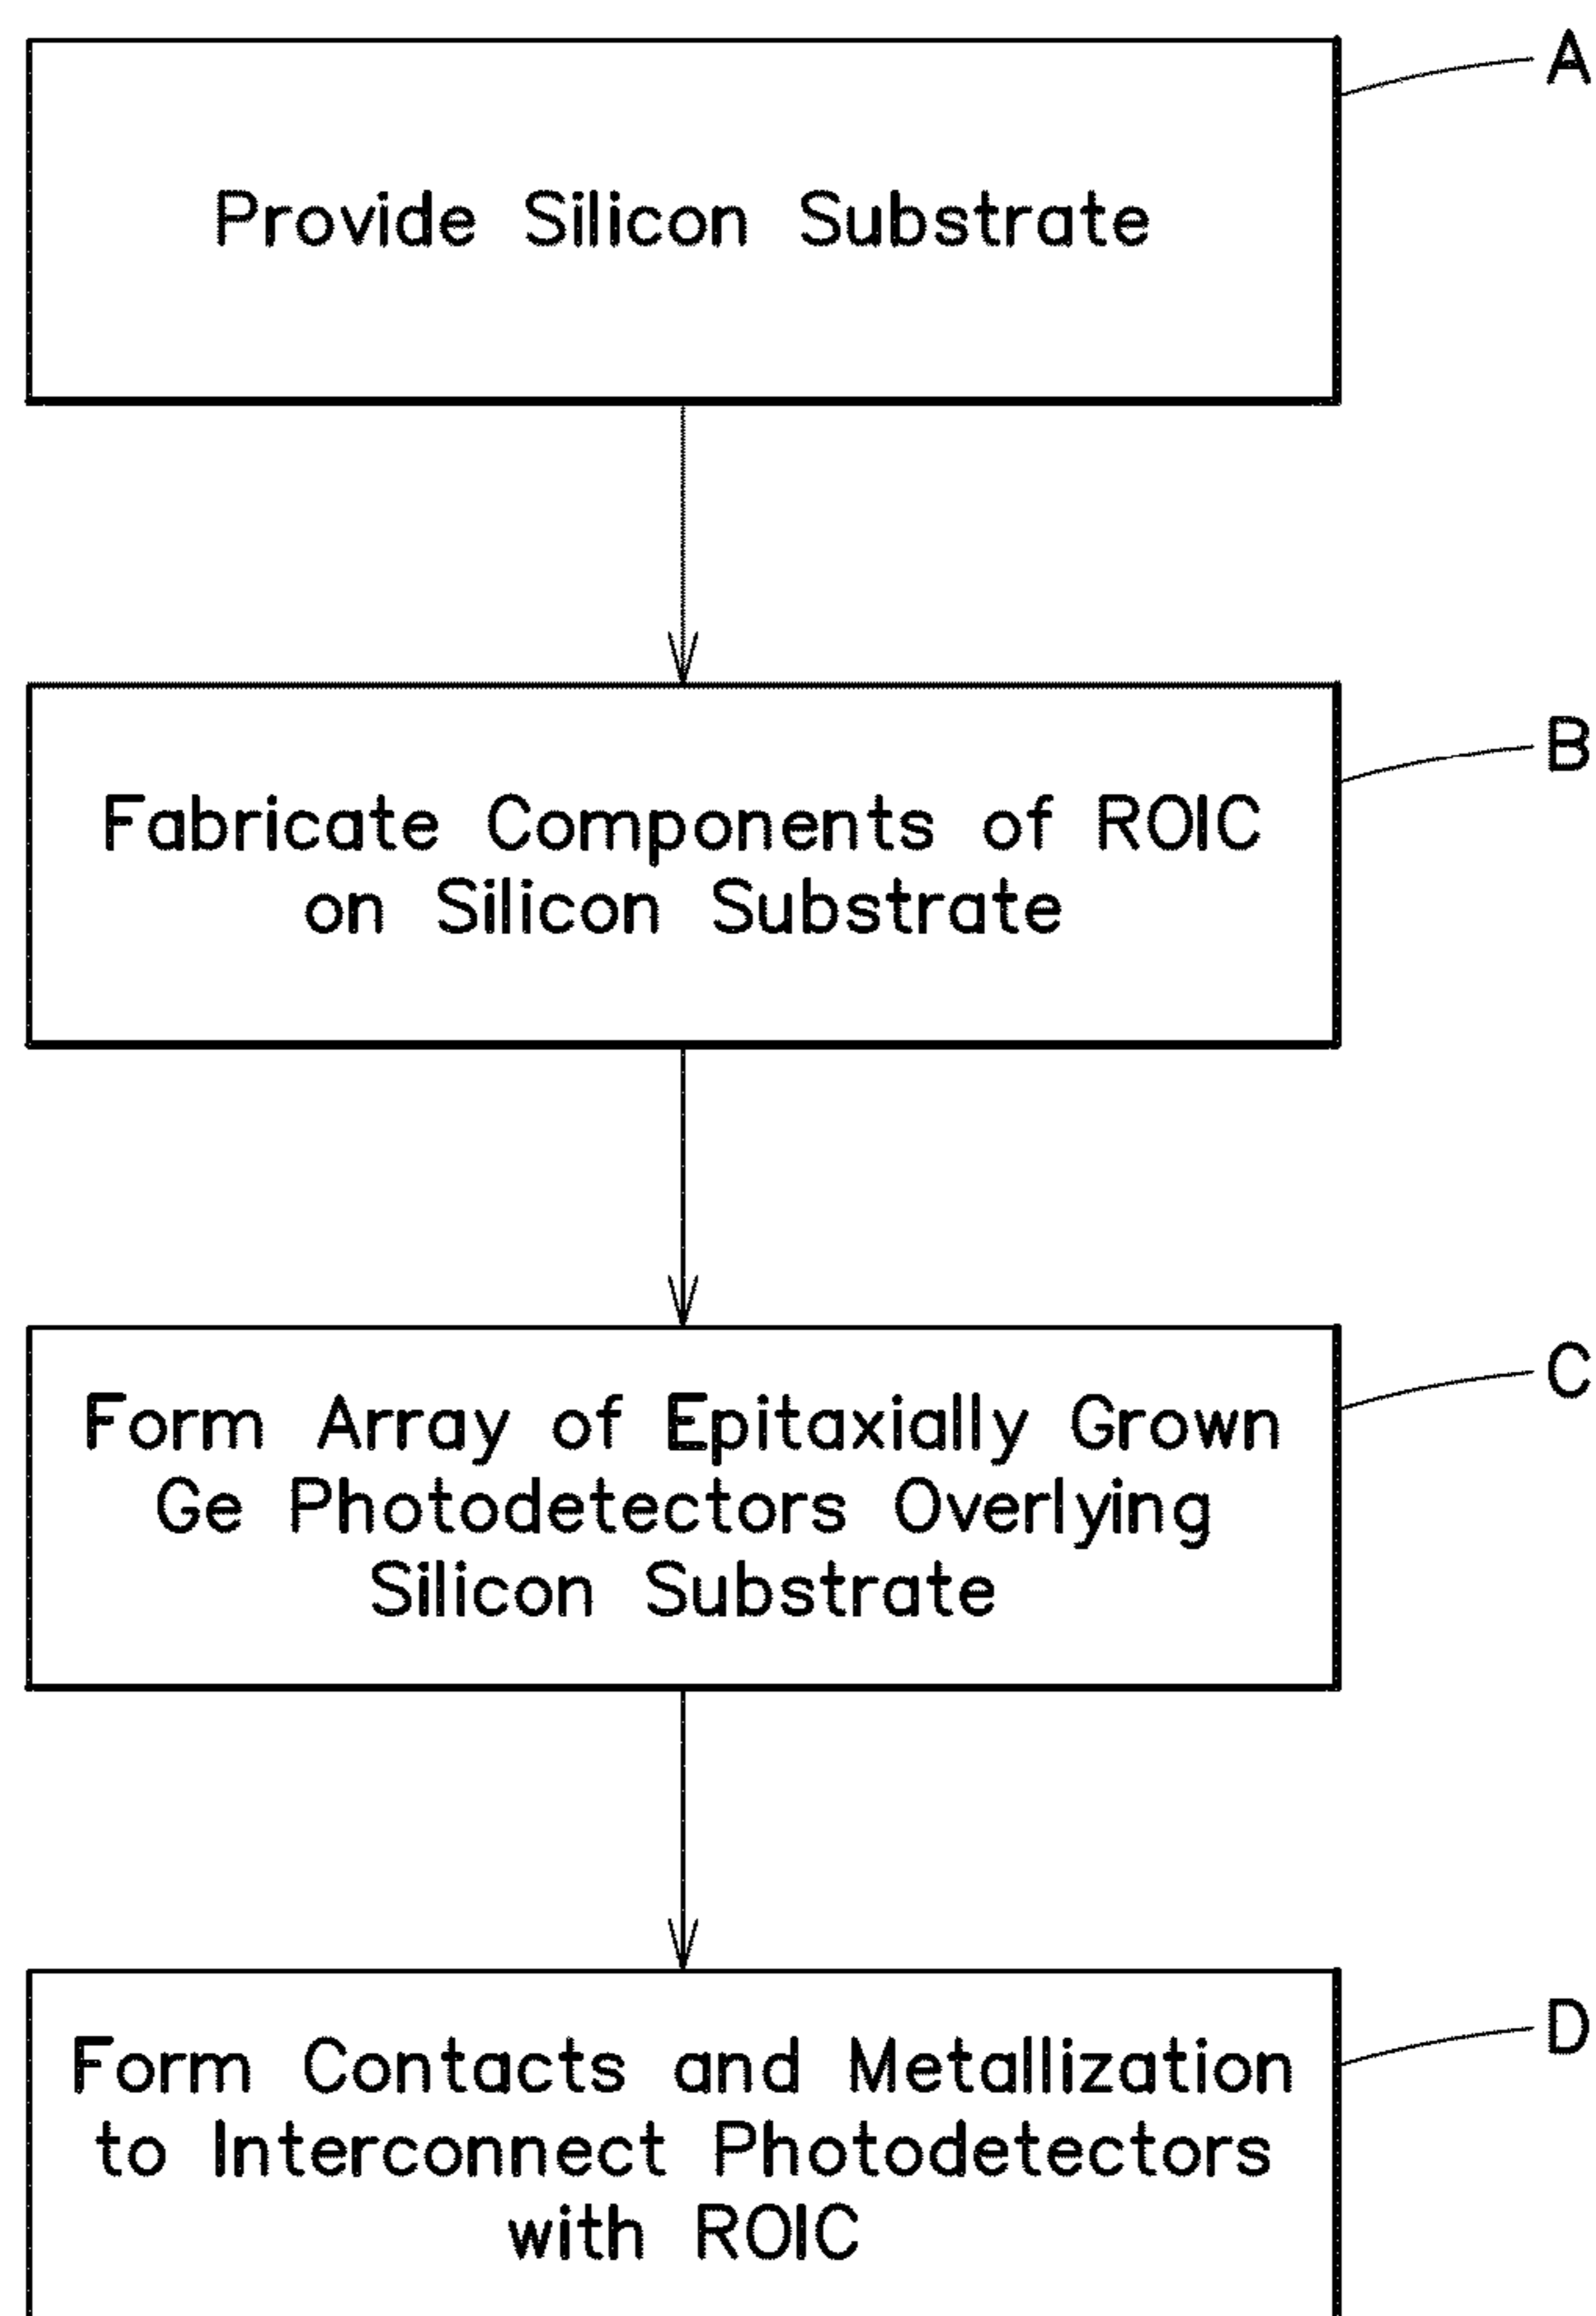 A
Provide Silicon Substrate
B
Fabricate Components of ROIC
on Silicon Substrate
C
Form Array of Epitaxially Grown
Ge Photodetectors Overlying
Silicon Substrate
D
Form Contacts and Metallization
to Interconnect Photodetectors
with ROIC